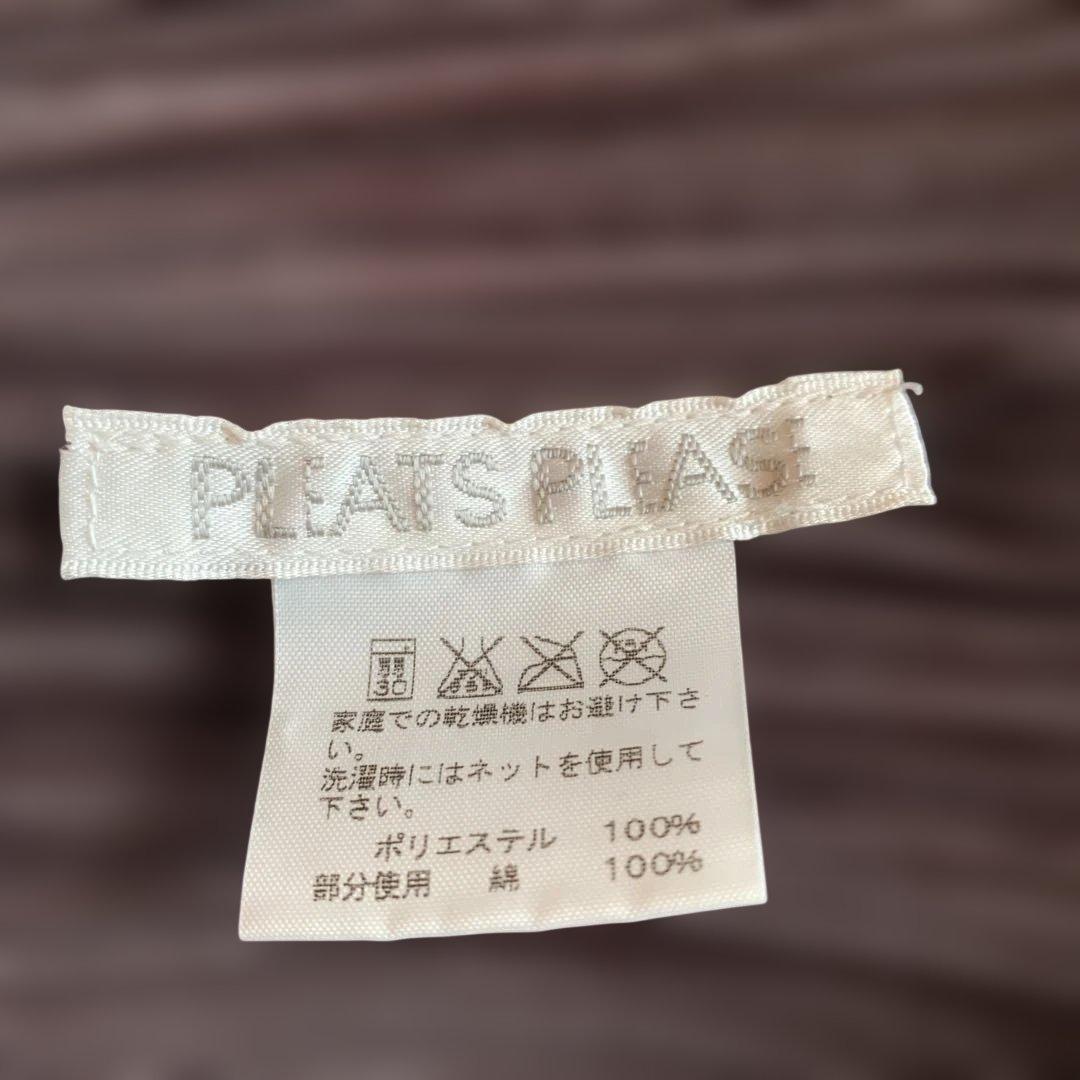 PLEATS PLEASE
弱
30
家庭での乾燥機はお避け下さ
い。
洗濯時にはネットを使用して
下さい。
ポリエステル 100%
部分使用 綿 100%